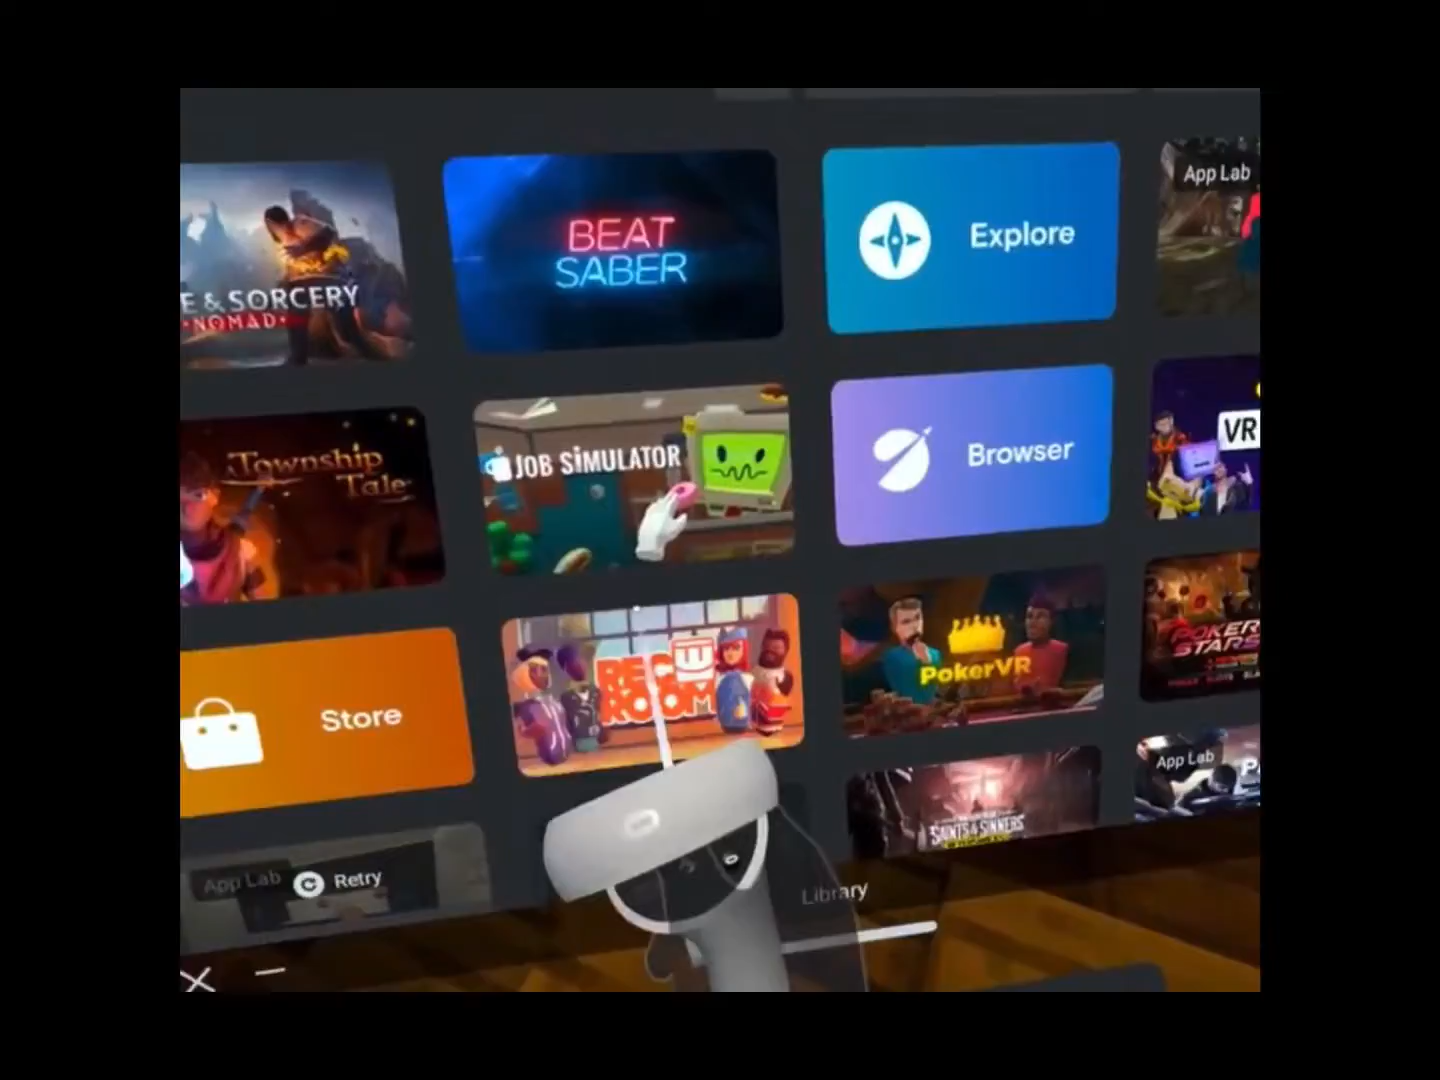 E & SORCERY
·NOMAD·
BEAT
SABER
Explore
App Lab
A Township
Tale
JOB SiMULATOR
Browser
VR
Store
REC
ROOM
PokerVR
POKER
STARS
App Lab
Retry
SAINTS & SINNERS
App Lab
Library